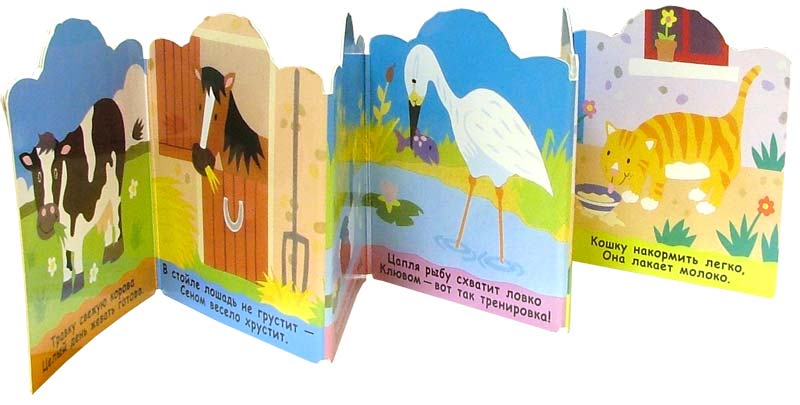 Травку свежую корова
Целый день жевать готова.
В стойле лошадь не грустит —
Сеном весело хрустит.
Цапля рыбу схватит ловко
Клювом — вот так тренировка!
Кошку накормить легко,
Она лакает молоко.